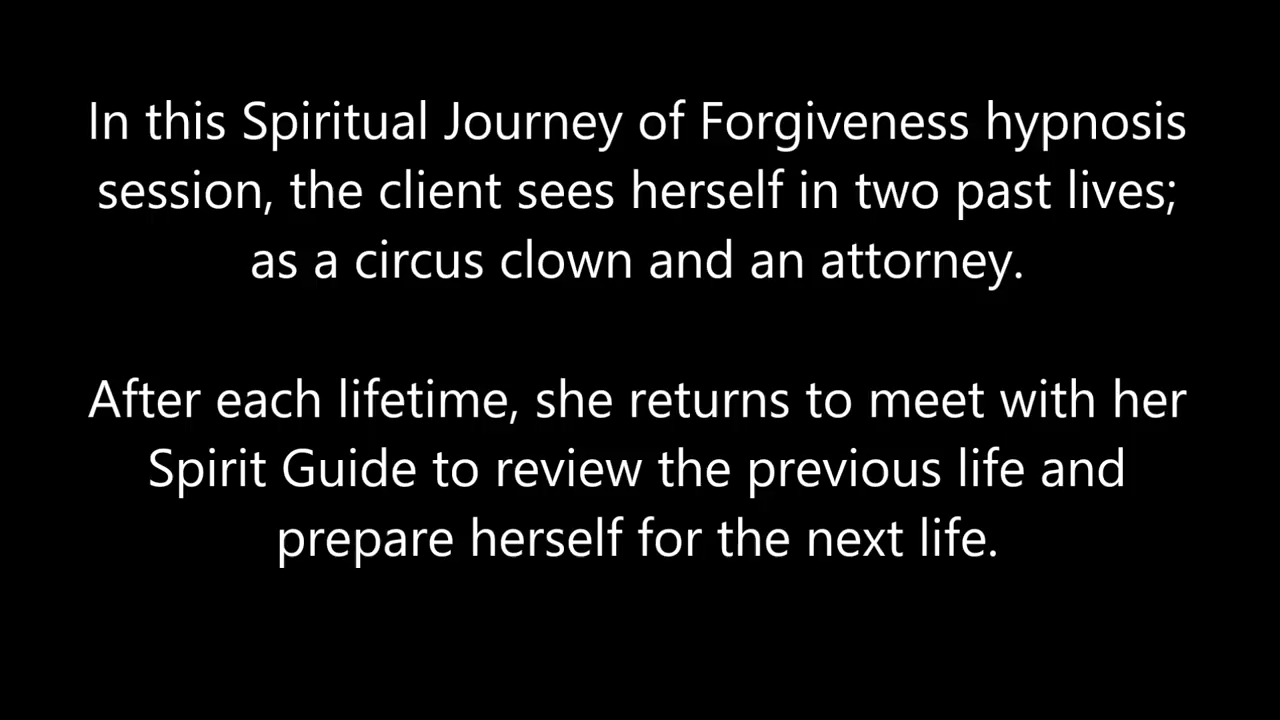 In this Spiritual Journey of Forgiveness hypnosis
session, the client sees herself in two past lives;
as a circus clown and an attorney.
After each lifetime, she returns to meet with her
Spirit Guide to review the previous life and
prepare herself for the next life.